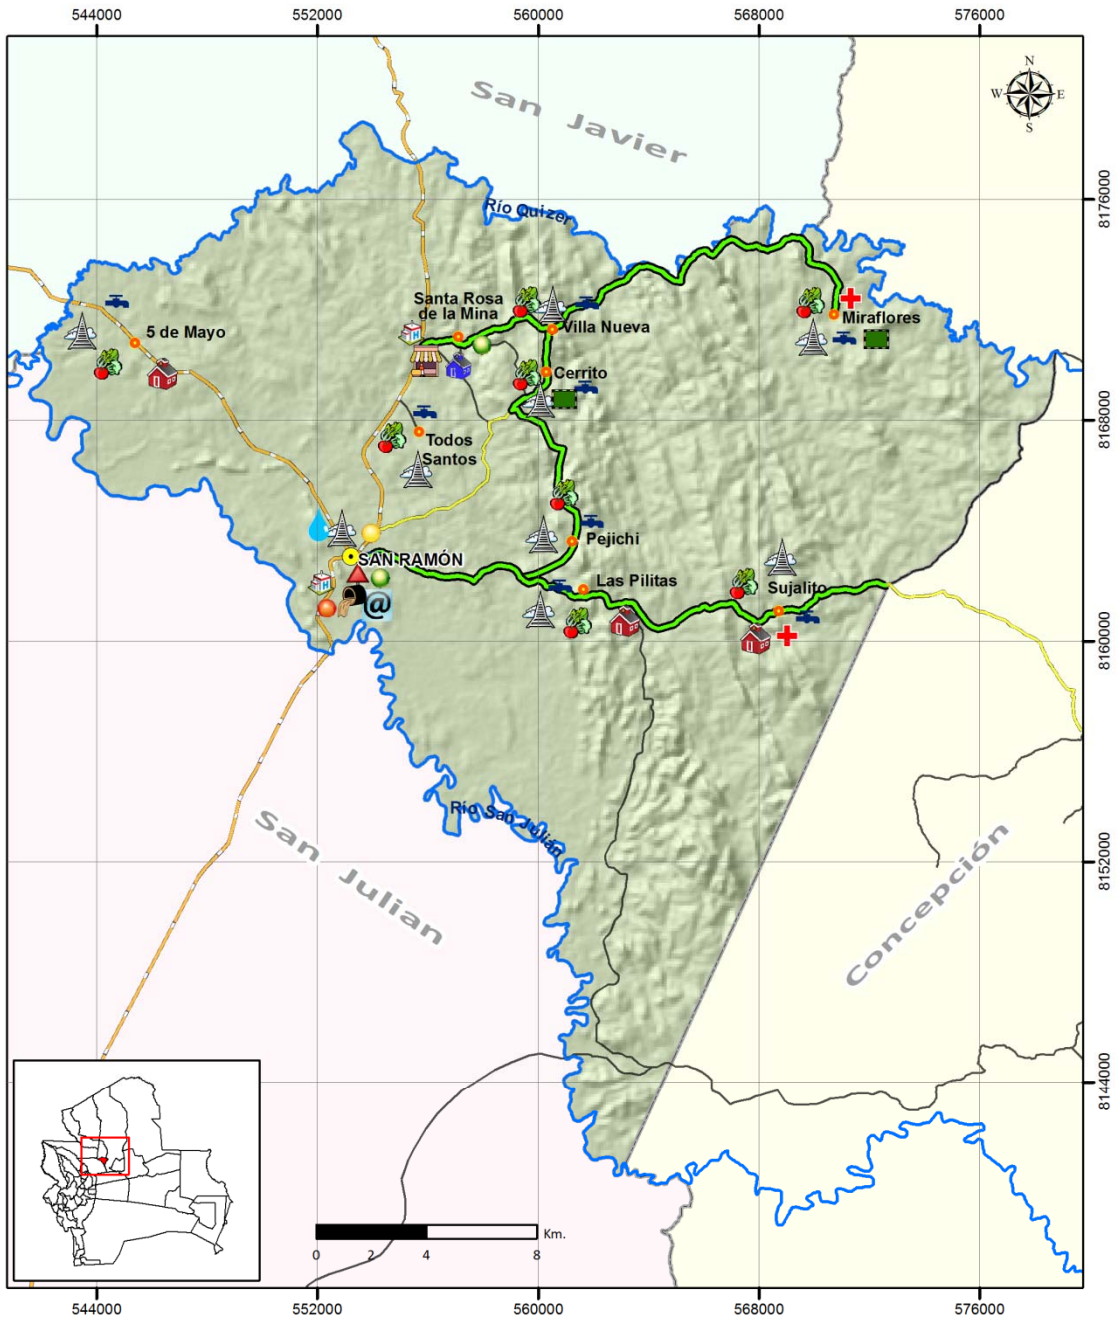 544000 552000 560000 568000 576000
San Javier
N
W E
S
8176000
Río Quizer
Santa Rosa
de la Mina
5 de Mayo
Villa Nueva
Miraflores
H
Cerrito
8168000
Todos
Santos
Pejichi
SAN RAMÓN
Las Pilitas
Sujalito
H
@
8160000
Río San Julián
San Julian
8152000
Concepción
8144000
Km.
0 2 4 8
544000 552000 560000 568000 576000